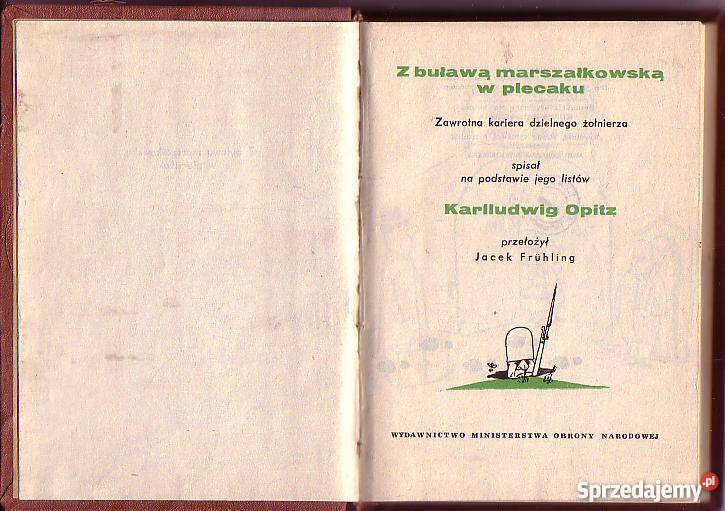 Z buławą marszałkowską
w plecaku
Zawrotna kariera dzielnego żołnierza
spisał
na podstawie jego listów
Karlludwig Opitz
przełożył
Jacek Frühling
WYDAWNICTWO MINISTERSTWA OBRONY NARODOWEJ
Sprzedajemy.pl